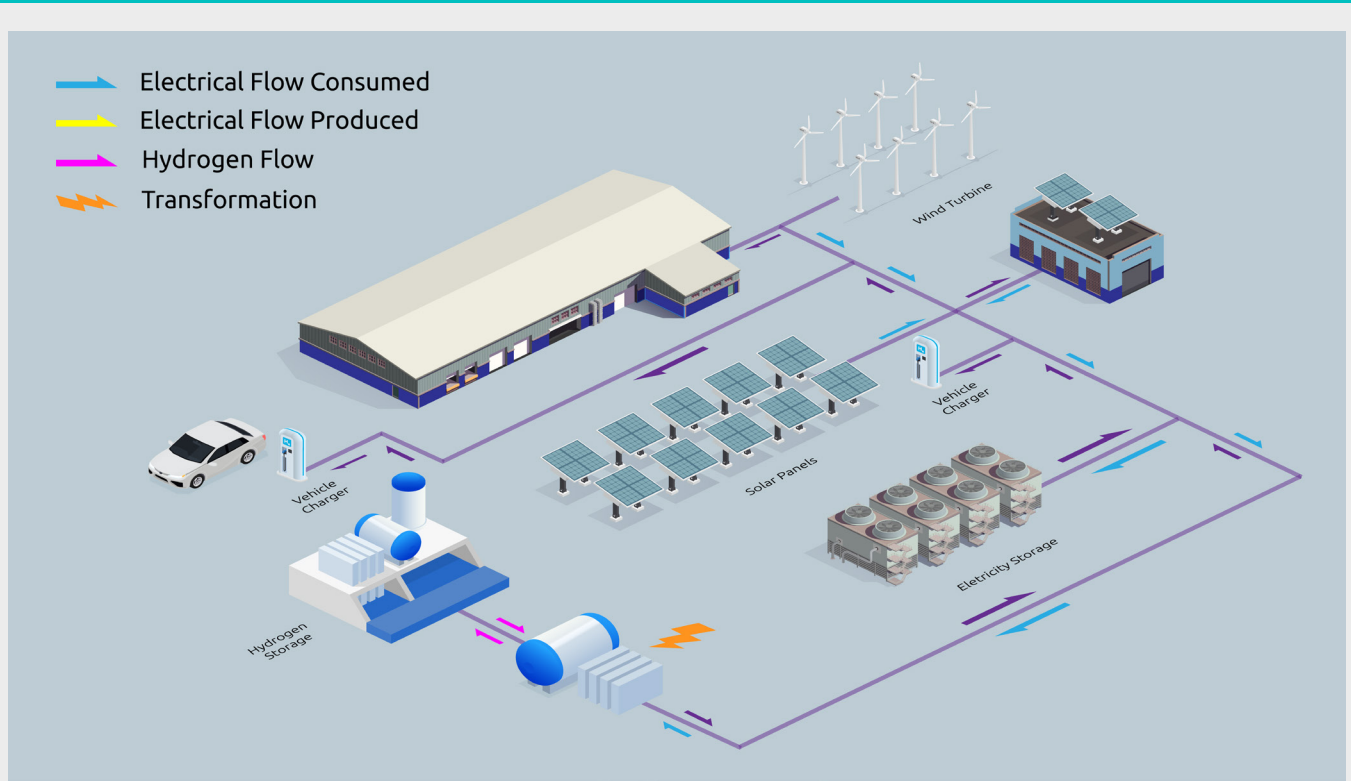 Electrical Flow Consumed
Electrical Flow Produced
Hydrogen Flow
Transformation
Wind Turbine
Vehicle
Charger
Solar Panels
Vehicle
Charger
Eletricity Storage
Hydrogen
Storage